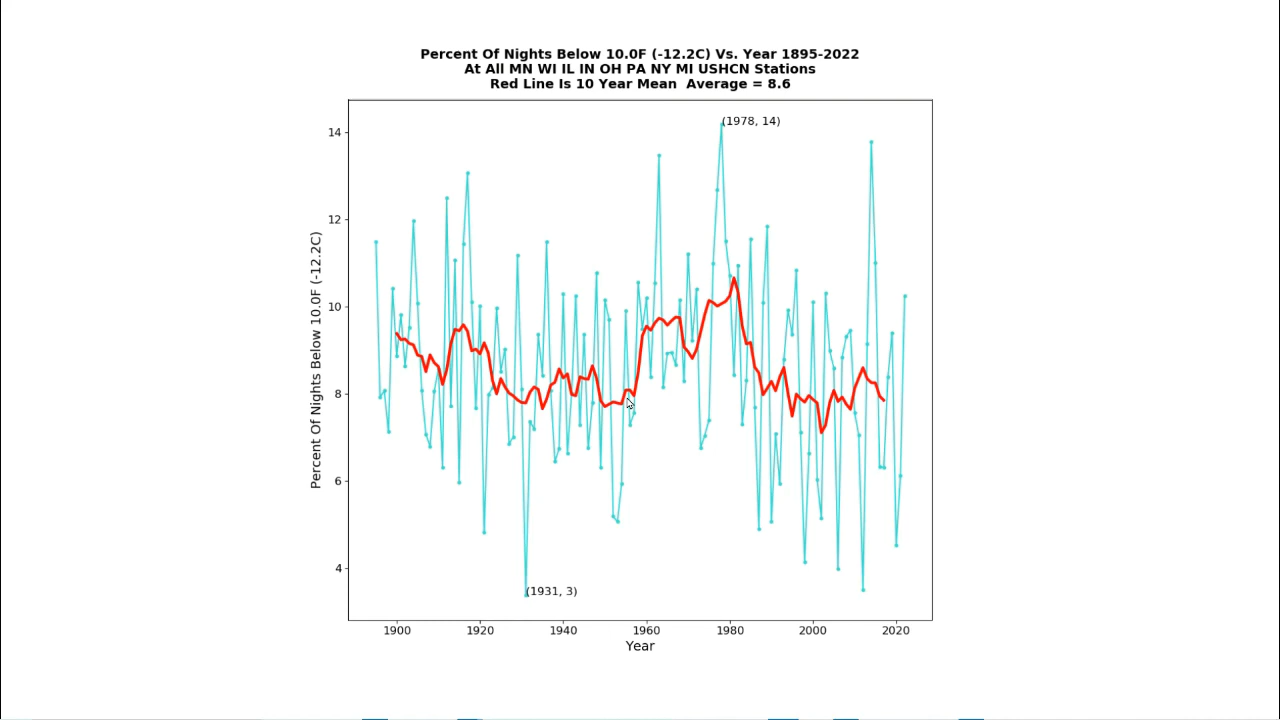 Percent Of Nights Below 10.0F (-12.2C) Vs. Year 1895-2022
At All MN WI IL IN OH PA NY MI USHCN Stations
Red Line Is 10 Year Mean  Average = 8.6
(1978, 14)
14
12
10
8
6
4
Percent Of Nights Below 10.0F (-12.2C)
(1931, 3)
1900 1920 1940 1960 1980 2000 2020
Year